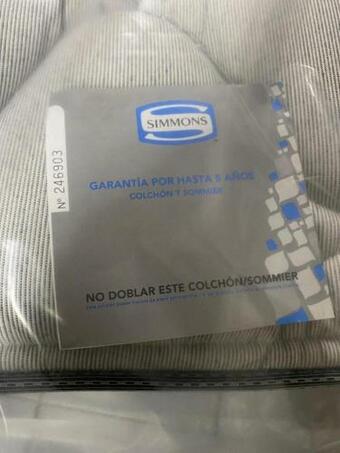 SIMMONS
GARANTÍA POR HASTA 5 AÑOS
COLCHÓN Y SOMMIER
Nº 246903
NO DOBLAR ESTE COLCHÓN/SOMMIER